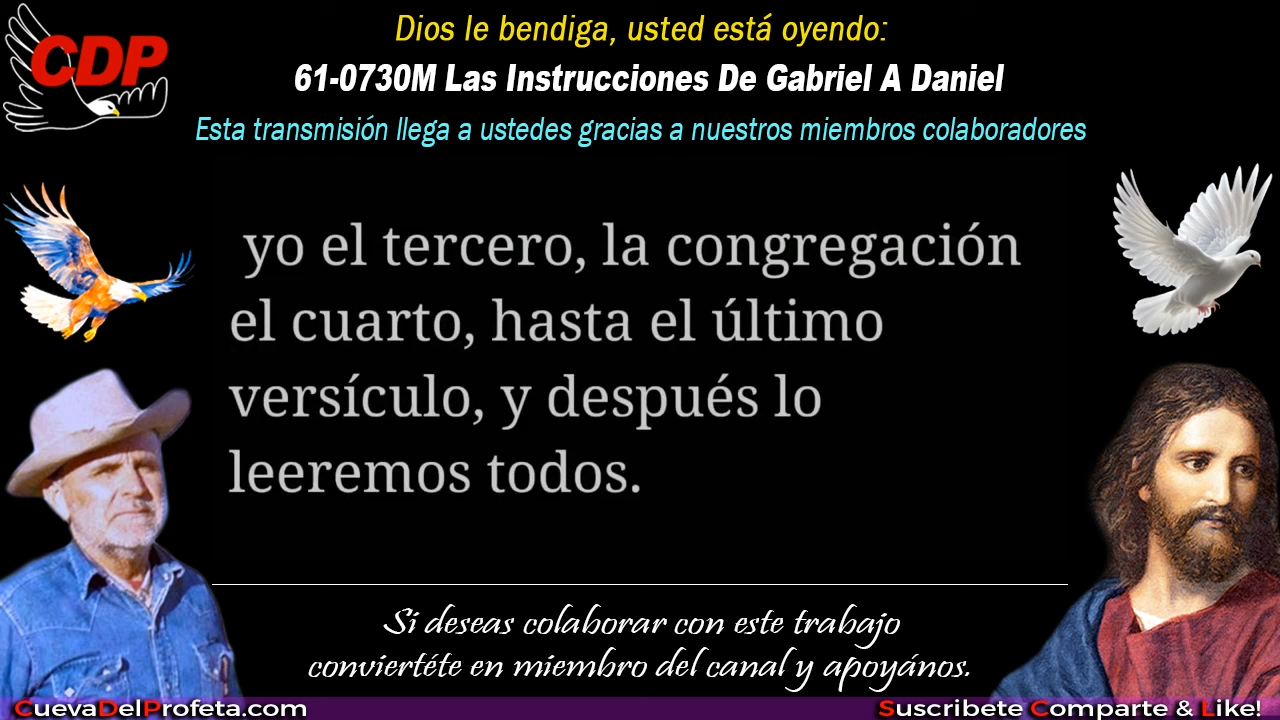 CDP
Dios le bendiga, usted está oyendo:
61-0730M Las Instrucciones De Gabriel A Daniel
Esta transmisión llega a ustedes gracias a nuestros miembros colaboradores
yo el tercero, la congregación
el cuarto, hasta el último
versículo, y después lo
leeremos todos.
Si deseas colaborar con este trabajo
conviertéte en miembro del canal y apoyános.
CuevaDelProfeta.com
Suscribete Comparte & Like!